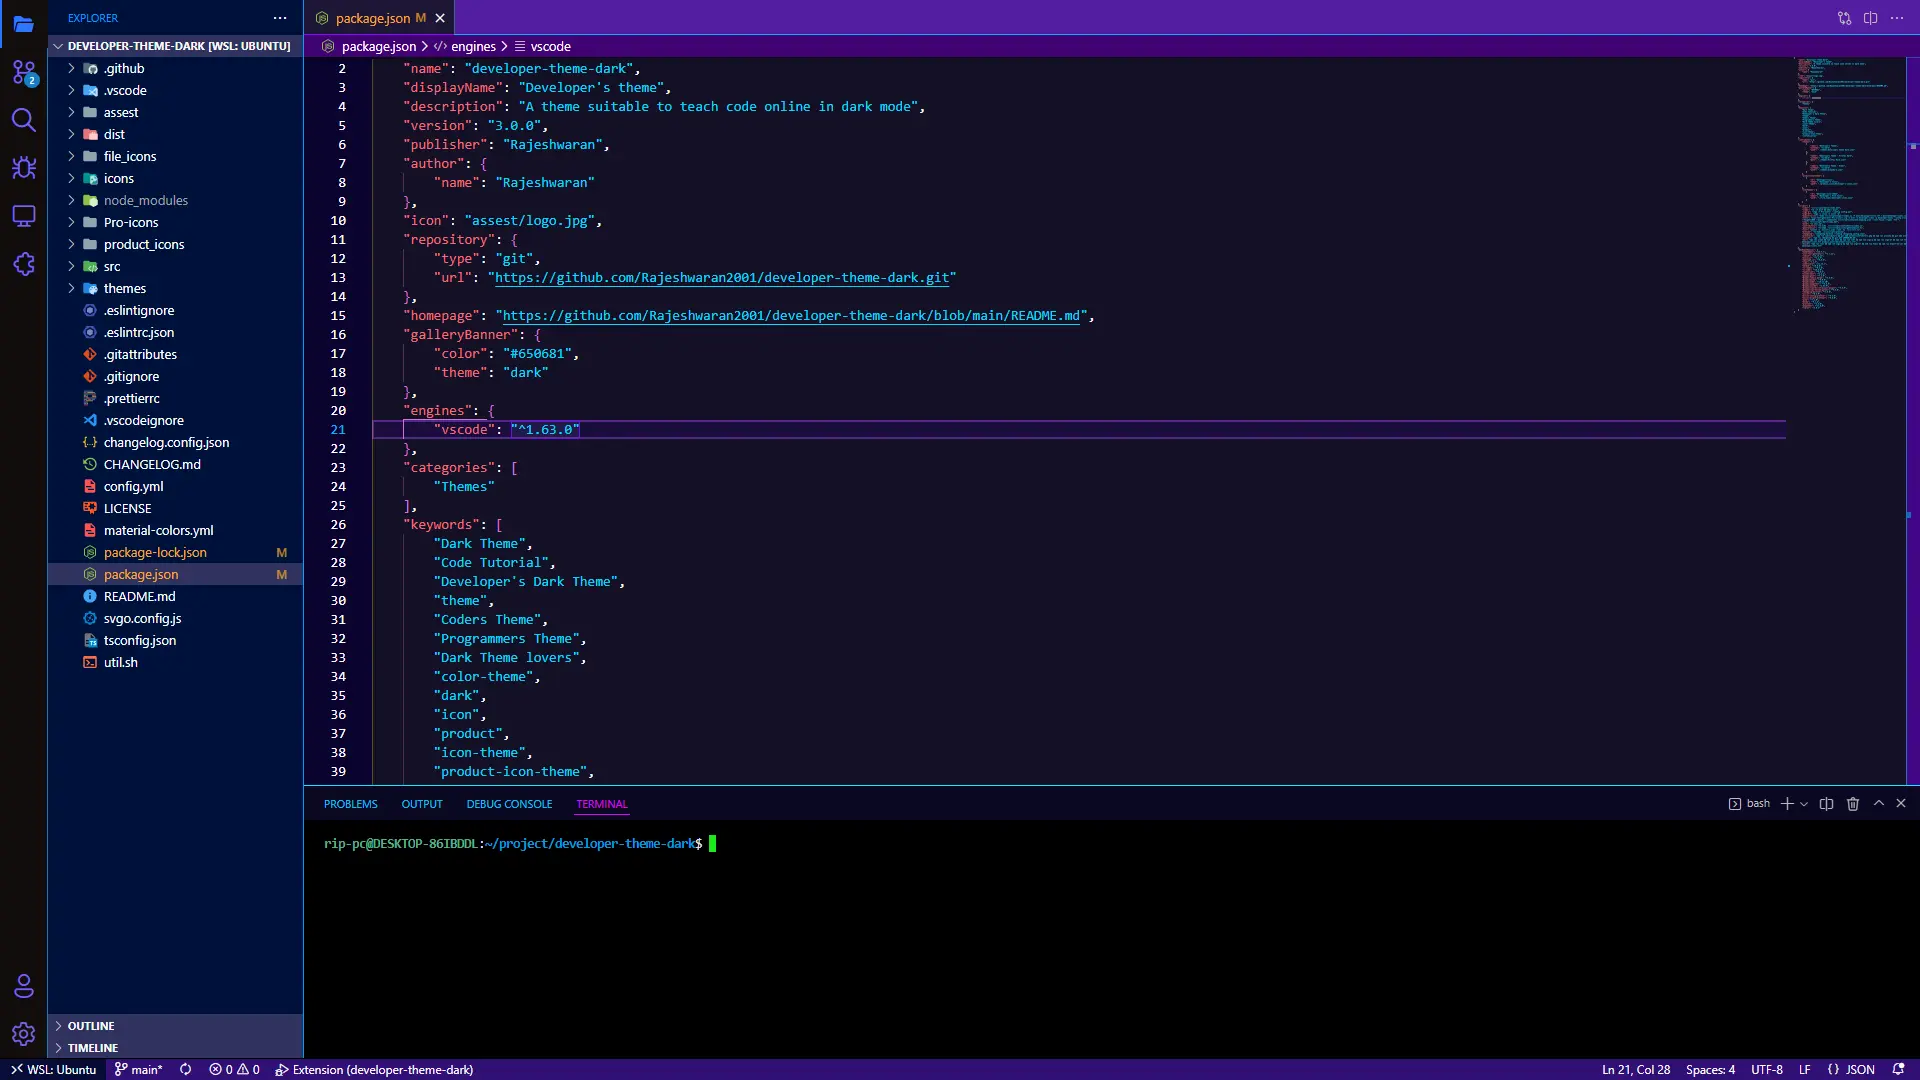 EXPLORER
DEVELOPER-THEME-DARK [WSL: UBUNTU]
.github
.vscode
assest
dist
file_icons
icons
node_modules
Pro-icons
product_icons
src
themes
.eslintignore
.eslintrc.json
.gitattributes
.gitignore
.prettierrc
.vscodeignore
changelog.config.json
CHANGELOG.md
config.yml
LICENSE
material-colors.yml
package-lock.json M
package.json M
README.md
svgo.config.js
tsconfig.json
util.sh
OUTLINE
TIMELINE
2
package.json M
package.json > engines > vscode
2 "name": "developer-theme-dark",
3 "displayName": "Developer's theme",
4 "description": "A theme suitable to teach code online in dark mode",
5 "version": "3.0.0",
6 "publisher": "Rajeshwaran",
7 "author": {
8 "name": "Rajeshwaran"
9 },
10 "icon": "assest/logo.jpg",
11 "repository": {
12 "type": "git",
13 "url": "https://github.com/Rajeshwaran2001/developer-theme-dark.git"
14 },
15 "homepage": "https://github.com/Rajeshwaran2001/developer-theme-dark/blob/main/README.md",
16 "galleryBanner": {
17 "color": "#650681",
18 "theme": "dark"
19 },
20 "engines": {
21 "vscode": "^1.63.0"
22 },
23 "categories": [
24 "Themes"
25 ],
26 "keywords": [
27 "Dark Theme",
28 "Code Tutorial",
29 "Developer's Dark Theme",
30 "theme",
31 "Coders Theme",
32 "Programmers Theme",
33 "Dark Theme lovers",
34 "color-theme",
35 "dark",
36 "icon",
37 "product",
38 "icon-theme",
39 "product-icon-theme",
PROBLEMS OUTPUT DEBUG CONSOLE TERMINAL bash
rip-pc@DESKTOP-86IBDDL:~/project/developer-theme-dark$
WSL: Ubuntu main* 0 0 Extension (developer-theme-dark) Ln 21, Col 28 Spaces: 4 UTF-8 LF {} JSON